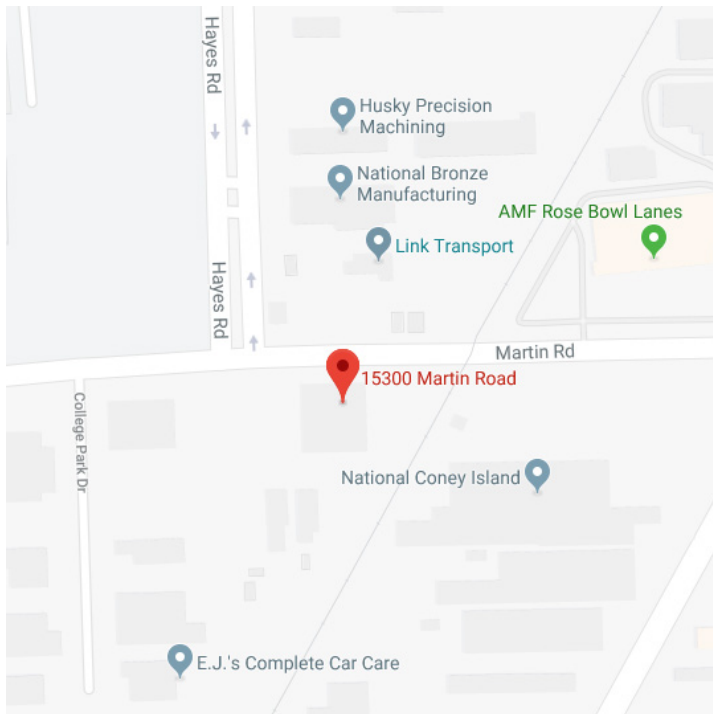 Hayes Rd
Husky Precision
Machining
National Bronze
Manufacturing
AMF Rose Bowl Lanes
Link Transport
Hayes Rd
Martin Rd
15300 Martin Road
College Park Dr
National Coney Island
E.J.'s Complete Car Care